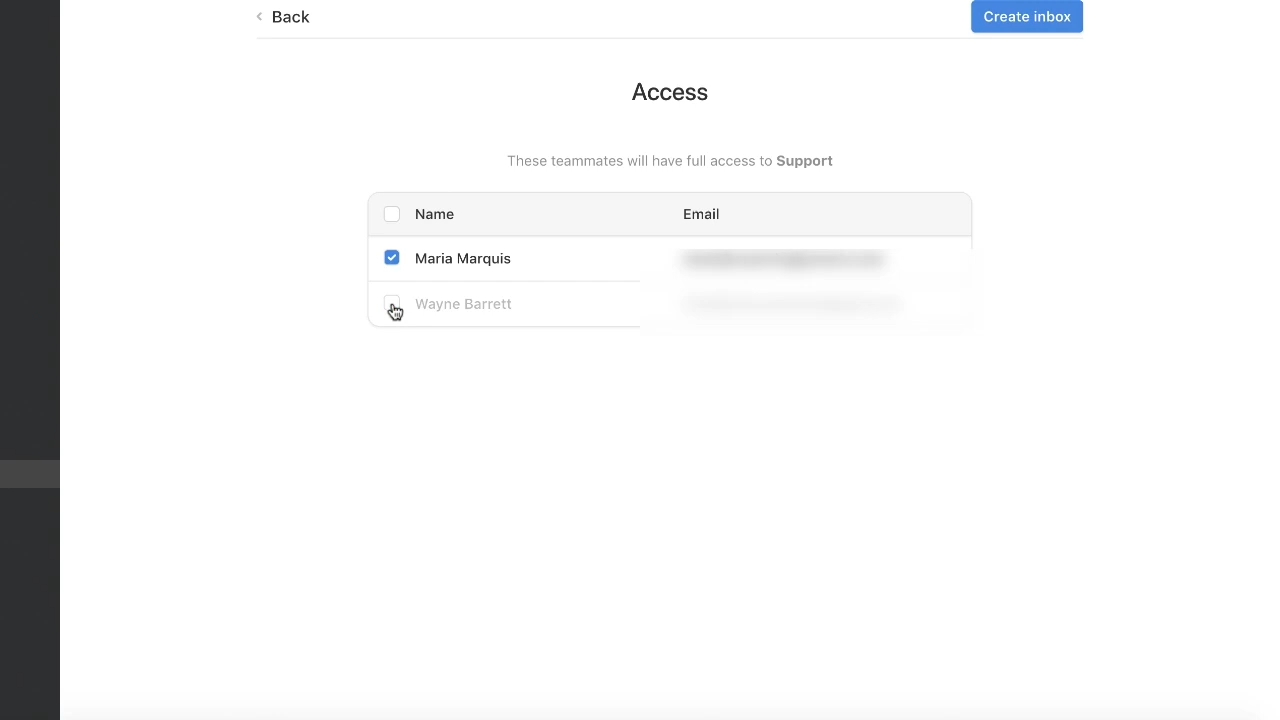 Back
Create inbox
Access
These teammates will have full access to Support
Name Email
Maria Marquis
Wayne Barrett